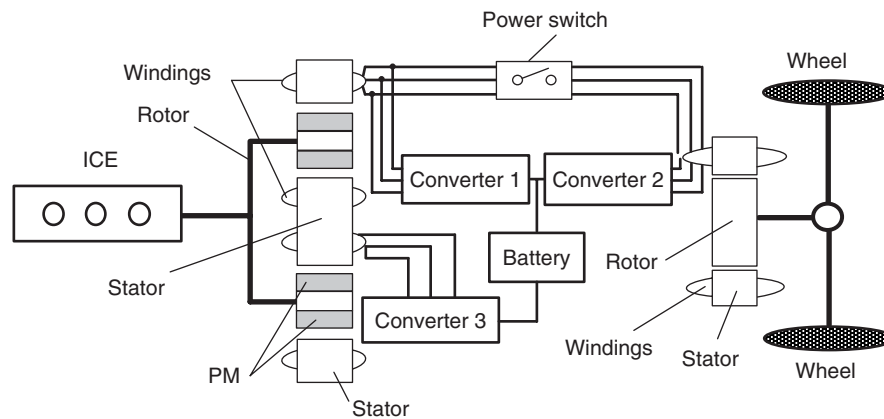 Power switch
Wheel
Windings
Rotor
ICE
Converter 1
Converter 2
Battery
Rotor
Stator
Converter 3
Windings
Stator
PM
Wheel
Stator